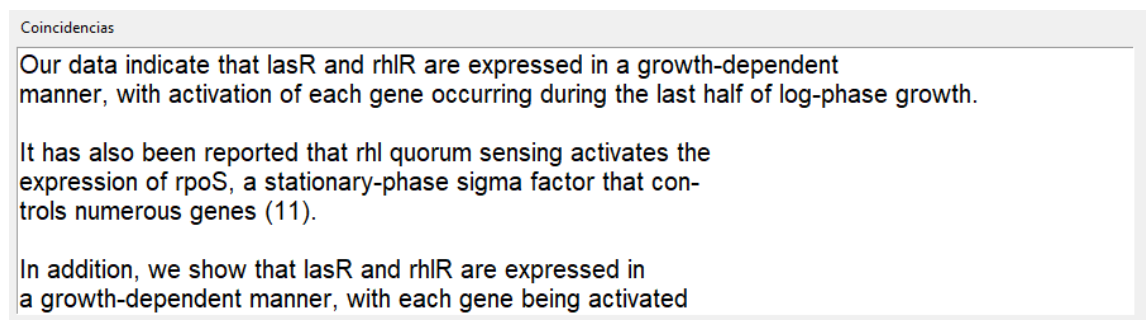 Coincidencias
Our data indicate that lasR and rhlR are expressed in a growth-dependent
manner, with activation of each gene occurring during the last half of log-phase growth.
It has also been reported that rhl quorum sensing activates the
expression of rpoS, a stationary-phase sigma factor that con-
trols numerous genes (11).
In addition, we show that lasR and rhlR are expressed in
a growth-dependent manner, with each gene being activated